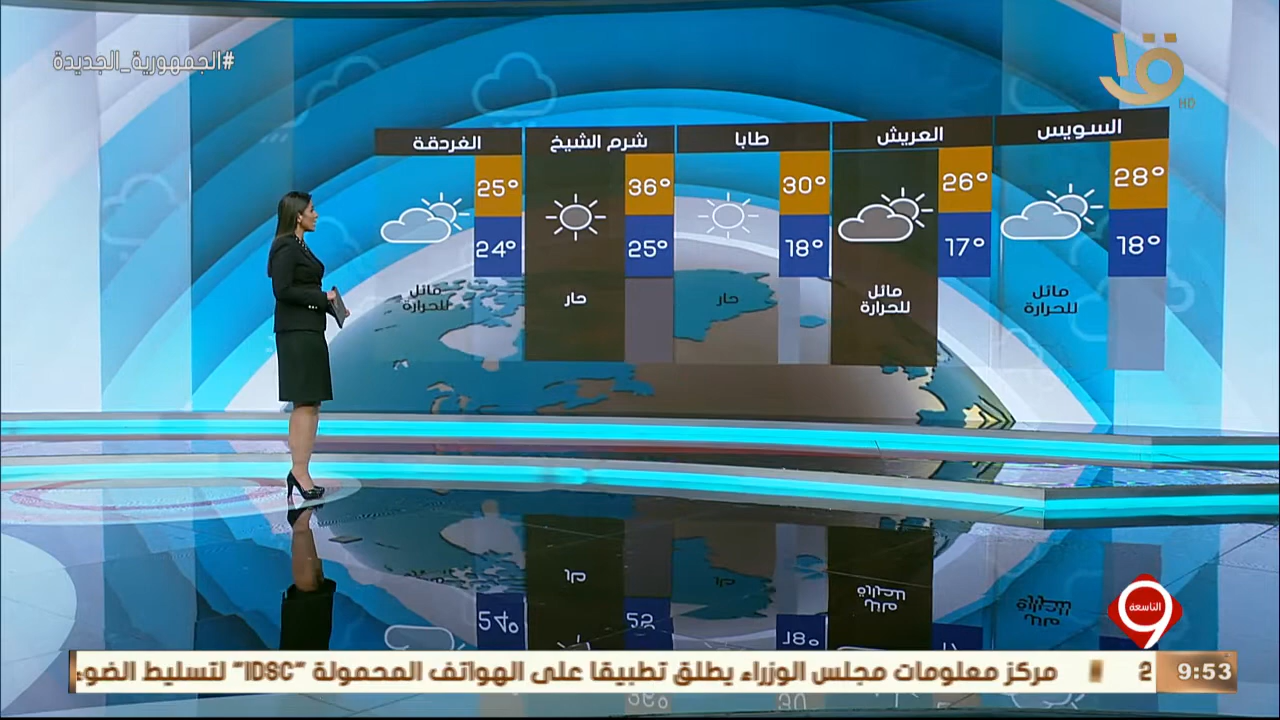 #الجمهورية_الجديدة
HD
السويس
28°
18°
مائل
للحرارة
العريش
26°
17°
مائل
للحرارة
طابا
30°
18°
حار
شرم الشيخ
36°
25°
حار
الغردقة
25°
24°
مائل
للحرارة
التاسعة
9
9:53
2 مركز معلومات مجلس الوزراء يطلق تطبيقا على الهواتف المحمولة "IDSC" لتسليط الضوء